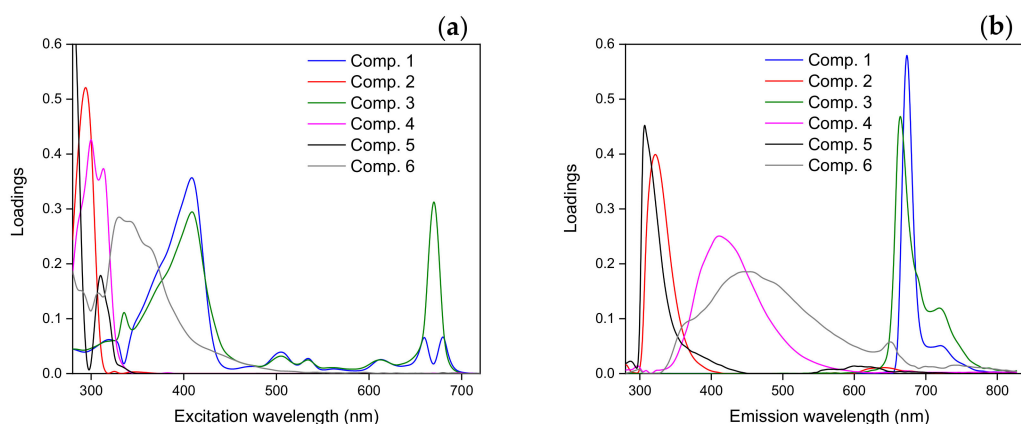 (a)
0.6
0.5
0.4
0.3
0.2
0.1
0.0
Loadings
Comp. 1
Comp. 2
Comp. 3
Comp. 4
Comp. 5
Comp. 6
300 400 500 600 700
Excitation wavelength (nm)
(b)
0.6
0.5
0.4
0.3
0.2
0.1
0.0
Loadings
Comp. 1
Comp. 2
Comp. 3
Comp. 4
Comp. 5
Comp. 6
300 400 500 600 700 800
Emission wavelength (nm)